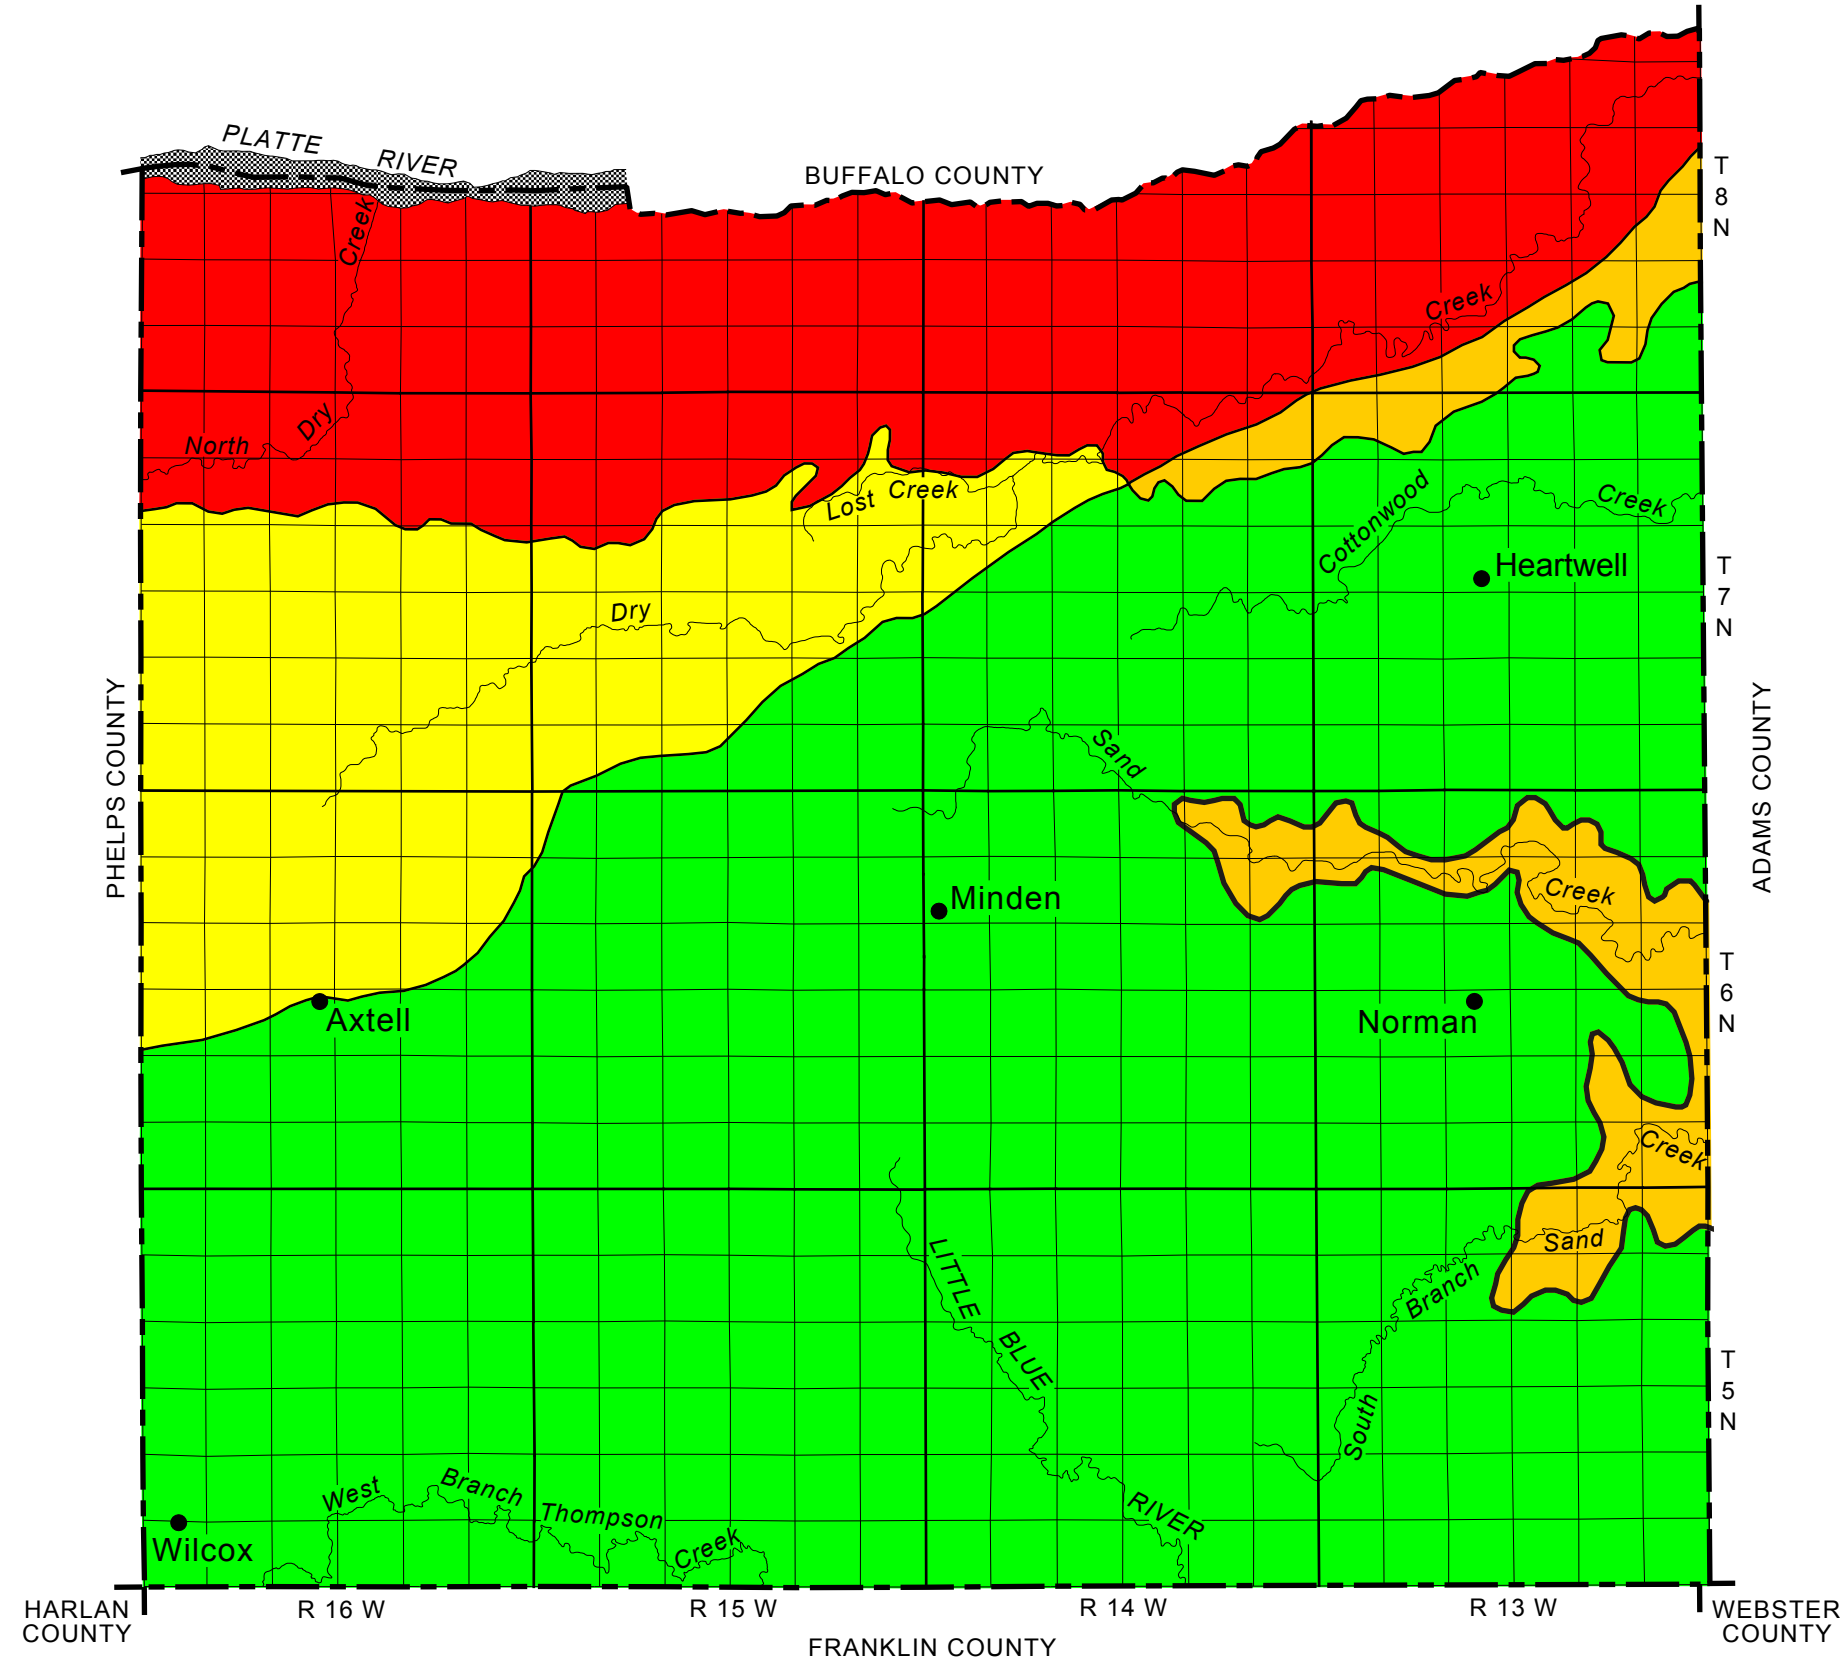 PLATTE
RIVER
BUFFALO COUNTY
T
8
N
Creek
Creek
North
Dry
Lost
Creek
Cottonwood
Creek
Heartwell
T
7
N
Dry
PHELPS COUNTY
ADAMS COUNTY
Sand
Minden
Creek
T
6
N
Axtell
Norman
Creek
Sand
LITTLE
Branch
BLUE
T
5
N
South
West
Branch
Thompson
RIVER
Creek
Wilcox
HARLAN
COUNTY
R 16 W
R 15 W
R 14 W
R 13 W
WEBSTER
COUNTY
FRANKLIN COUNTY